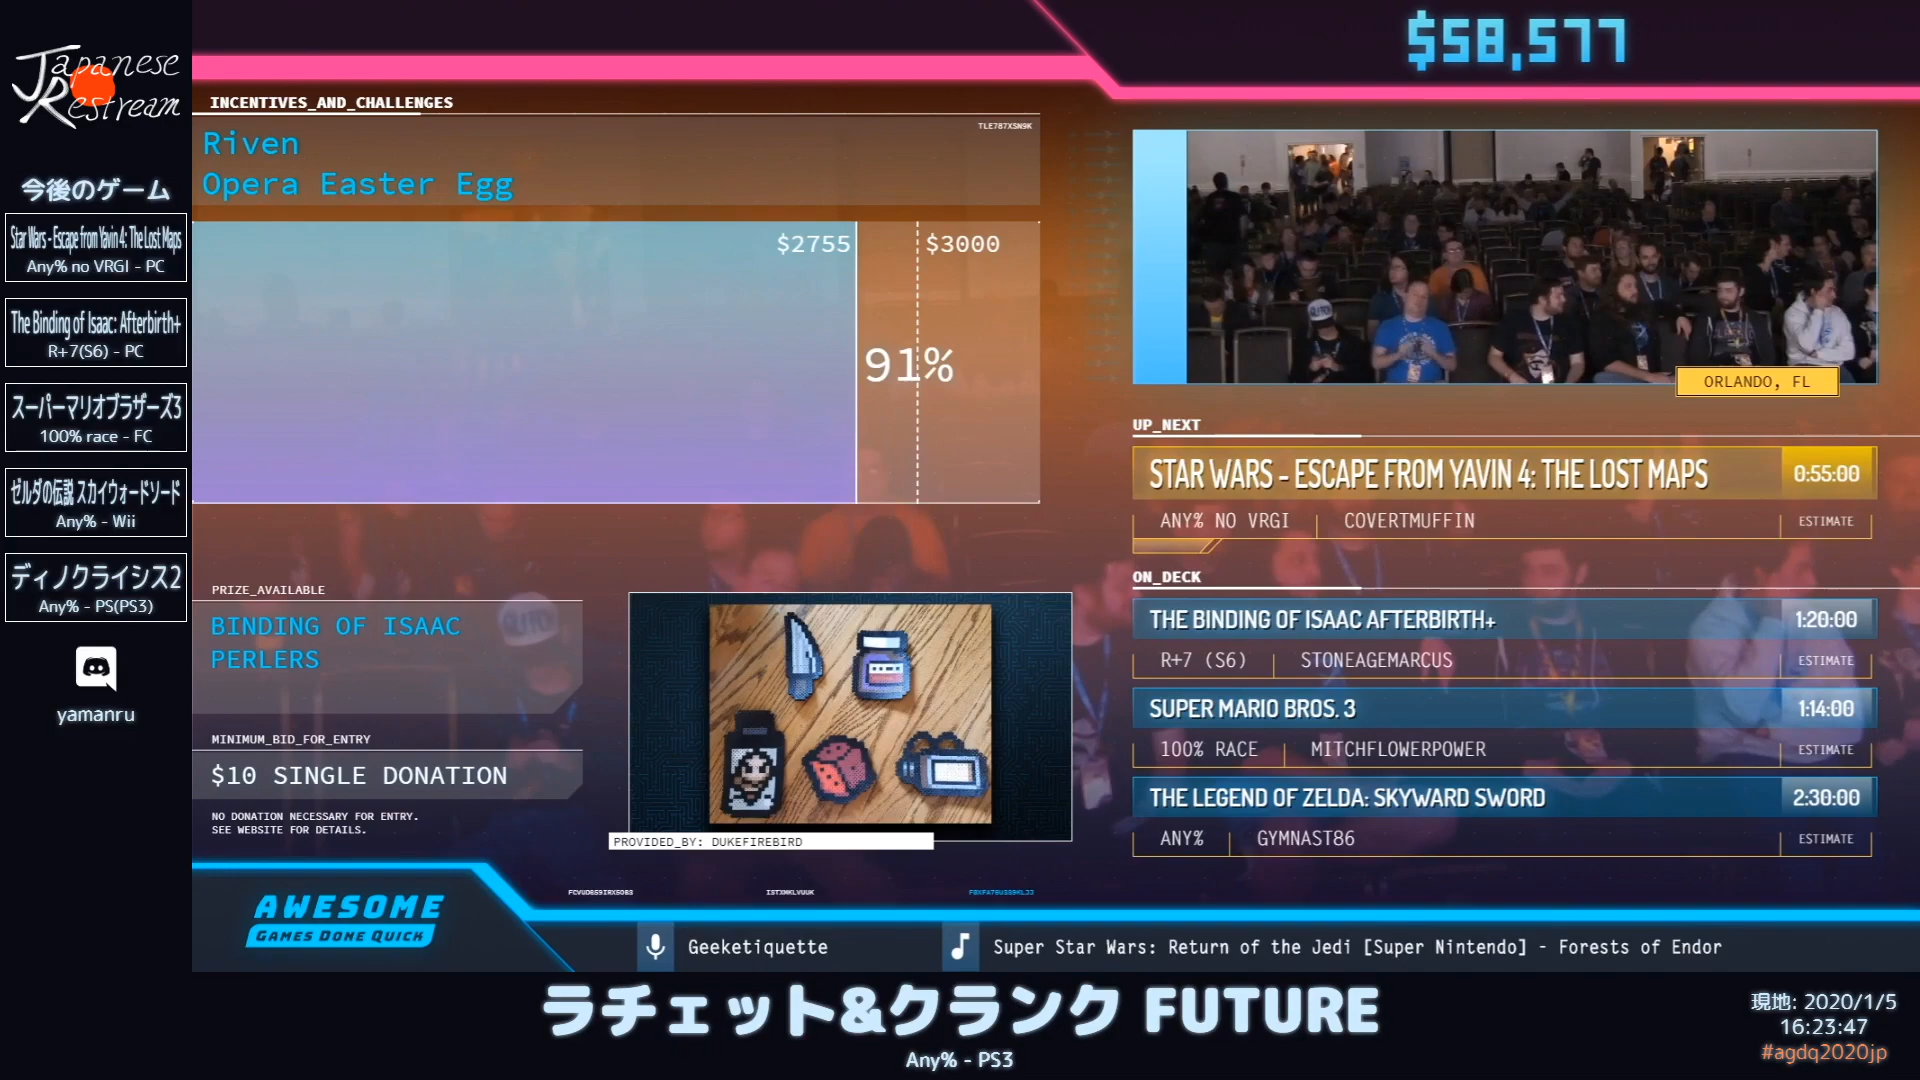 Japanese
Restream
今後のゲーム
Star Wars - Escape from Yavin 4: The Lost Maps
Any% no VRGI - PC
The Binding of Isaac: Afterbirth+
R+7(S6) - PC
スーパーマリオブラザーズ3
100% race - FC
ゼルダの伝説 スカイウォードソード
Any% - Wii
ディノクライシス2
Any% - PS(PS3)
yamanru
$58,577
INCENTIVES_AND_CHALLENGES
TLE787XSN9K
Riven
Opera Easter Egg
$2755
$3000
91%
ORLANDO, FL
UP_NEXT
STAR WARS - ESCAPE FROM YAVIN 4: THE LOST MAPS
0:55:00
ANY% NO VRGI
COVERTMUFFIN
ESTIMATE
ON_DECK
THE BINDING OF ISAAC AFTERBIRTH+
1:20:00
R+7 (S6)
STONEAGEMARCUS
ESTIMATE
SUPER MARIO BROS. 3
1:14:00
100% RACE
MITCHFLOWERPOWER
ESTIMATE
THE LEGEND OF ZELDA: SKYWARD SWORD
2:30:00
ANY%
GYMNAST86
ESTIMATE
PRIZE_AVAILABLE
BINDING OF ISAAC
PERLERS
MINIMUM_BID_FOR_ENTRY
$10 SINGLE DONATION
NO DONATION NECESSARY FOR ENTRY.
SEE WEBSITE FOR DETAILS.
PROVIDED_BY: DUKEFIREBIRD
AWESOME
GAMES DONE QUICK
Geeketiquette
Super Star Wars: Return of the Jedi [Super Nintendo] - Forests of Endor
ラチェット&クランク FUTURE
Any% - PS3
現地: 2020/1/5
16:23:47
#agdq2020jp